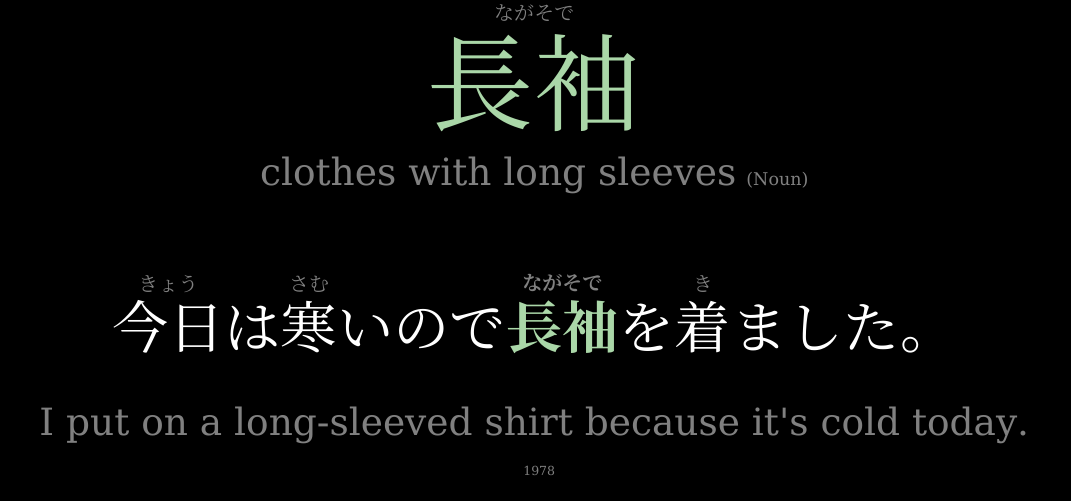 ながそで
長袖
clothes with long sleeves (Noun)
きょう さむ ながそで き
今日は寒いので長袖を着ました。
I put on a long-sleeved shirt because it's cold today.
1978